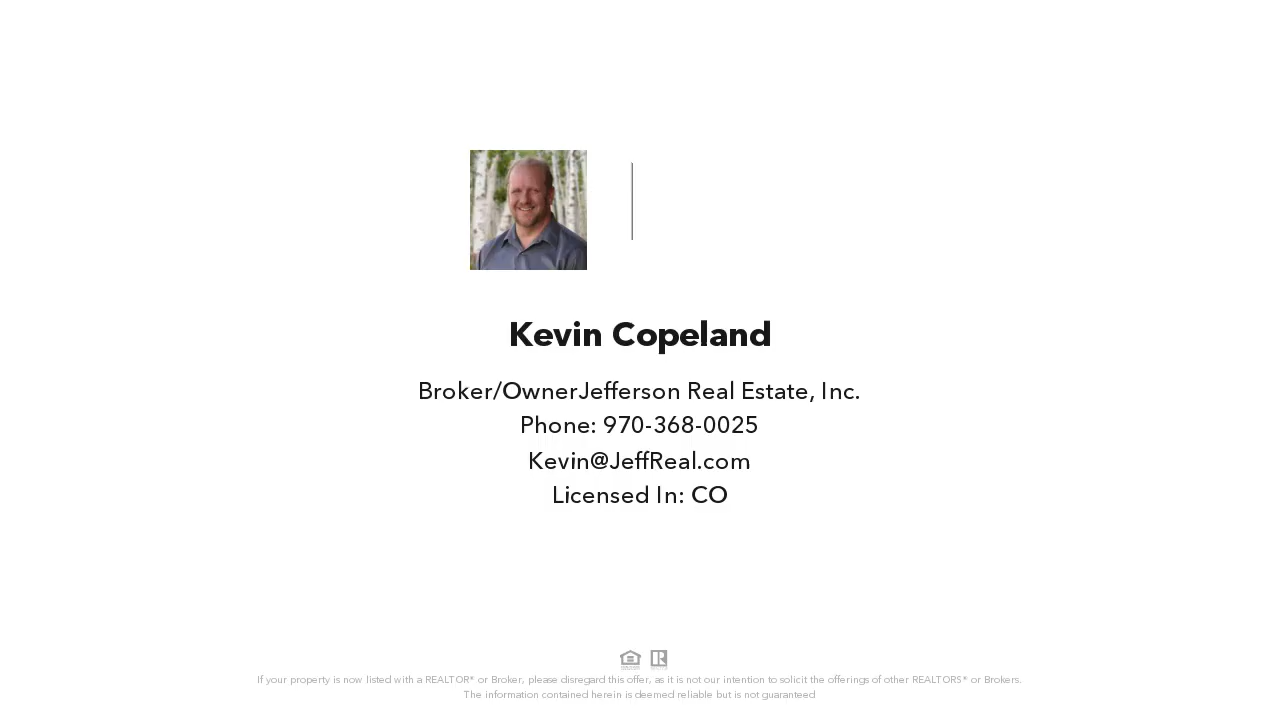 Kevin Copeland
Broker/OwnerJefferson Real Estate, Inc.
Phone: 970-368-0025
Kevin@JeffReal.com
Licensed In: CO
If your property is now listed with a REALTOR® or Broker, please disregard this offer, as it is not our intention to solicit the offerings of other REALTORS® or Brokers.
The information contained herein is deemed reliable but is not guaranteed